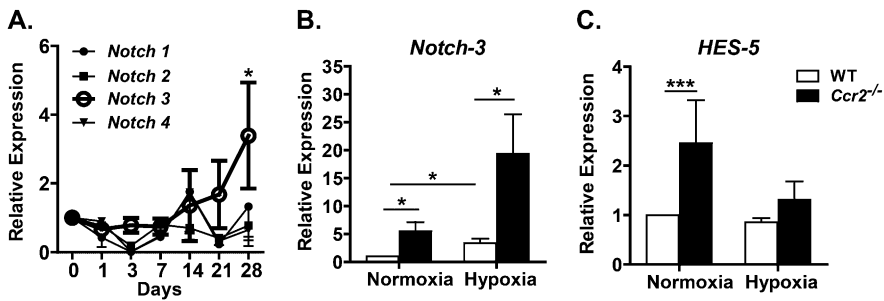 A.
Relative Expression
6
4
2
0
Notch 1
Notch 2
Notch 3
Notch 4
*
0 1 3 7 14 21 28
Days
B.
Notch-3
Relative Expression
35
30
25
20
15
10
5
0
*
*
*
Normoxia Hypoxia
C.
HES-5
Relative Expression
4
3
2
1
0
***
WT
Ccr2-/-
Normoxia Hypoxia